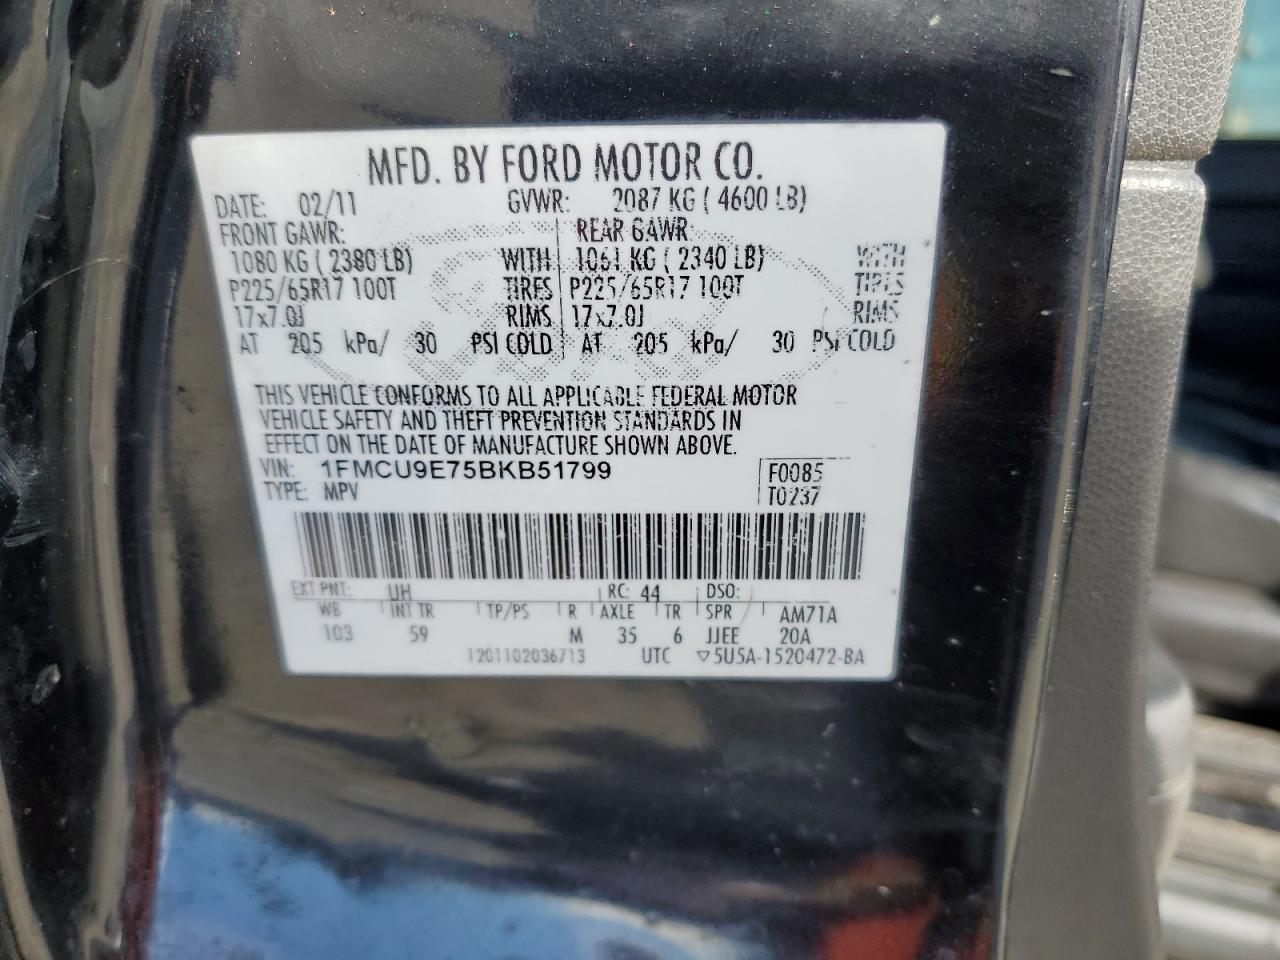 MFD. BY FORD MOTOR CO.
DATE: 02/11 GVWR: 2087 KG ( 4600 LB)
FRONT GAWR: REAR GAWR:
1080 KG ( 2380 LB) WITH 1061 KG ( 2340 LB) WITH
P225/65R17 100T TIRES P225/65R17 100T TIRES
17x7.0J RIMS 17x7.0J RIMS
AT 205 kPa/ 30 PSI COLD AT 205 kPa/ 30 PSI COLD
THIS VEHICLE CONFORMS TO ALL APPLICABLE FEDERAL MOTOR
VEHICLE SAFETY AND THEFT PREVENTION STANDARDS IN
EFFECT ON THE DATE OF MANUFACTURE SHOWN ABOVE.
VIN: 1FMCU9E75BKB51799 F0085
TYPE: MPV T0237
EXT PNT: UH RC: 44 DSO:
WB INT TR TP/PS R AXLE TR SPR AM71A
103 59 M 35 6 JJEE 20A
1201102036713 UTC ▽5U5A-1520472-BA